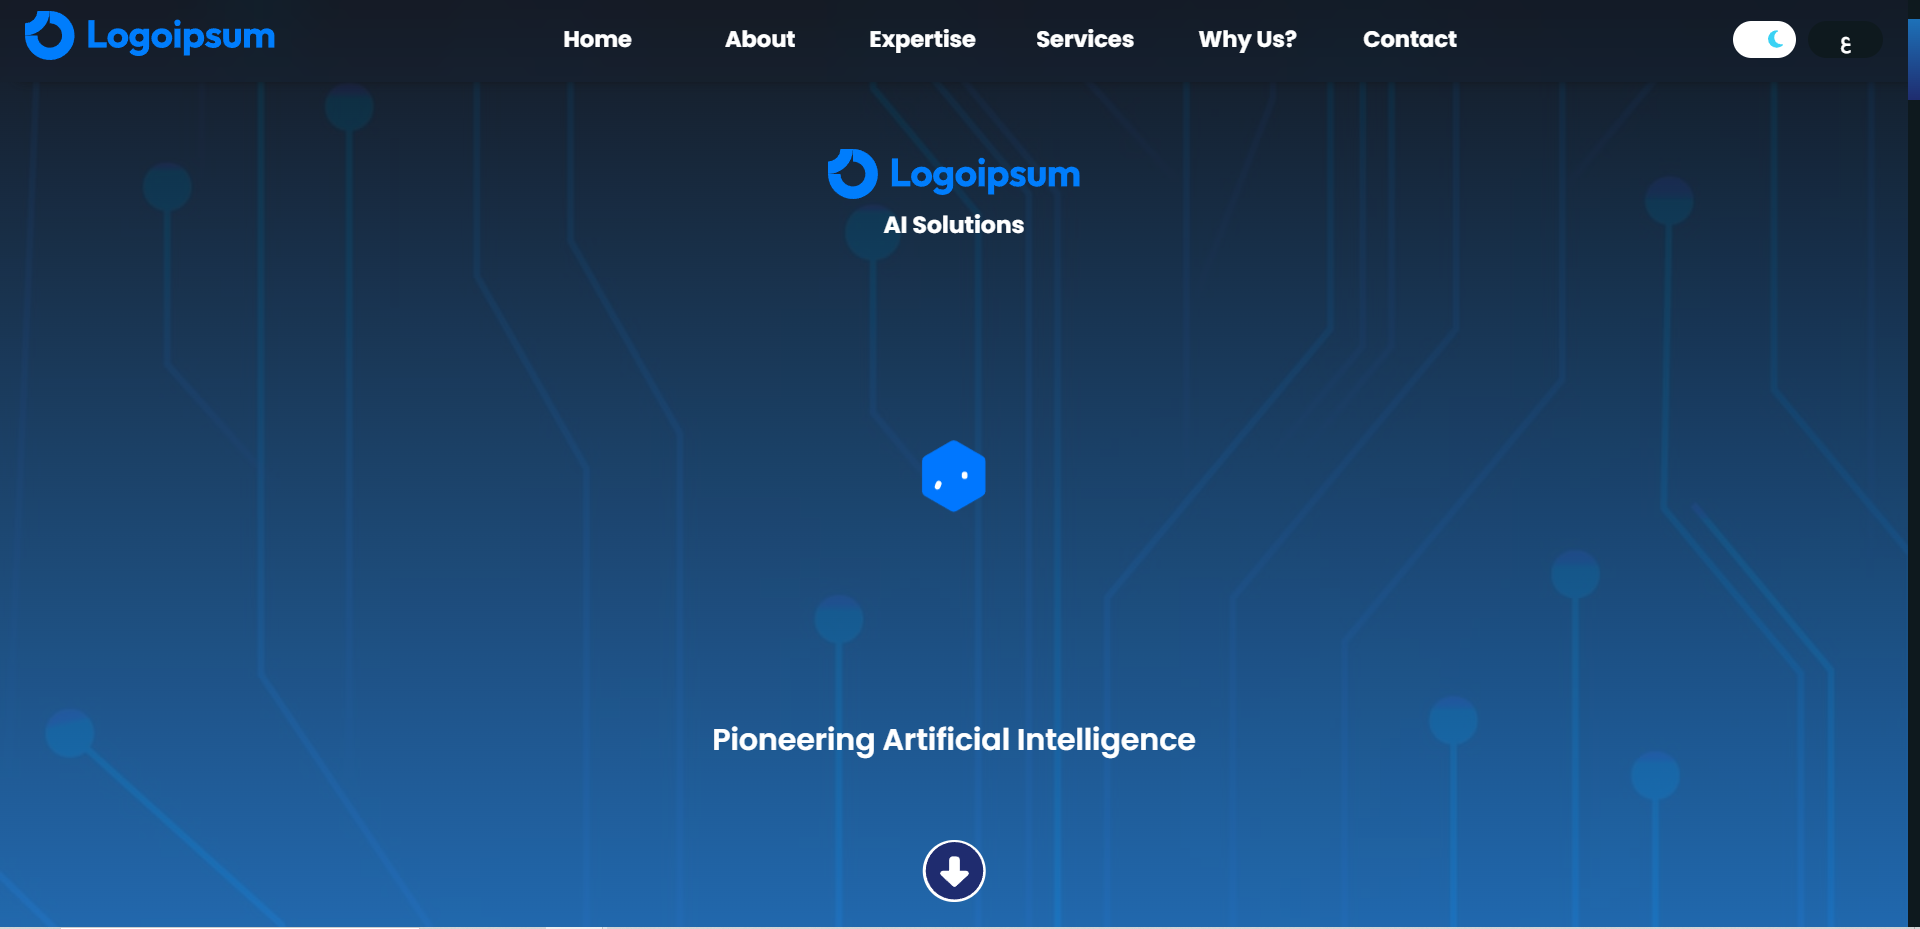 Logoipsum
Home About Expertise Services Why Us? Contact
ع
Logoipsum
AI Solutions
Pioneering Artificial Intelligence